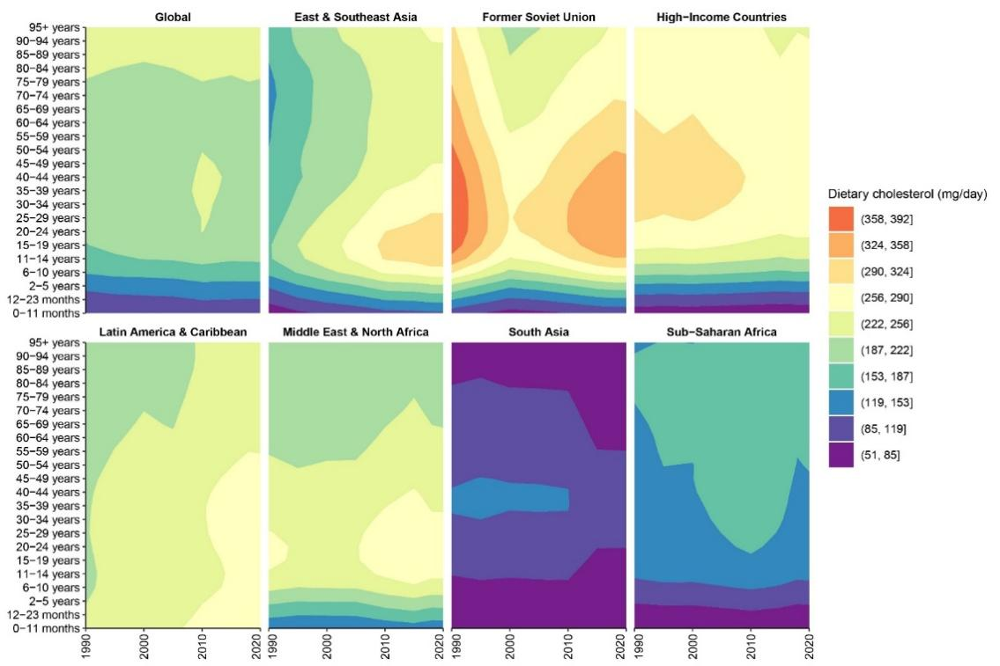 Global East & Southeast Asia Former Soviet Union High−Income Countries
95+ years
90−94 years
85−89 years
80−84 years
75−79 years
70−74 years
65−69 years
60−64 years
55−59 years
50−54 years
45−49 years
40−44 years
35−39 years
30−34 years
25−29 years
20−24 years
15−19 years
11−14 years
6−10 years
2−5 years
12−23 months
0−11 months
Latin America & Caribbean Middle East & North Africa South Asia Sub−Saharan Africa
95+ years
90−94 years
85−89 years
80−84 years
75−79 years
70−74 years
65−69 years
60−64 years
55−59 years
50−54 years
45−49 years
40−44 years
35−39 years
30−34 years
25−29 years
20−24 years
15−19 years
11−14 years
6−10 years
2−5 years
12−23 months
0−11 months
1990 2000 2010 2020 1990 2000 2010 2020 1990 2000 2010 2020 1990 2000 2010 2020
Dietary cholesterol (mg/day)
(358, 392]
(324, 358]
(290, 324]
(256, 290]
(222, 256]
(187, 222]
(153, 187]
(119, 153]
(85, 119]
(51, 85]